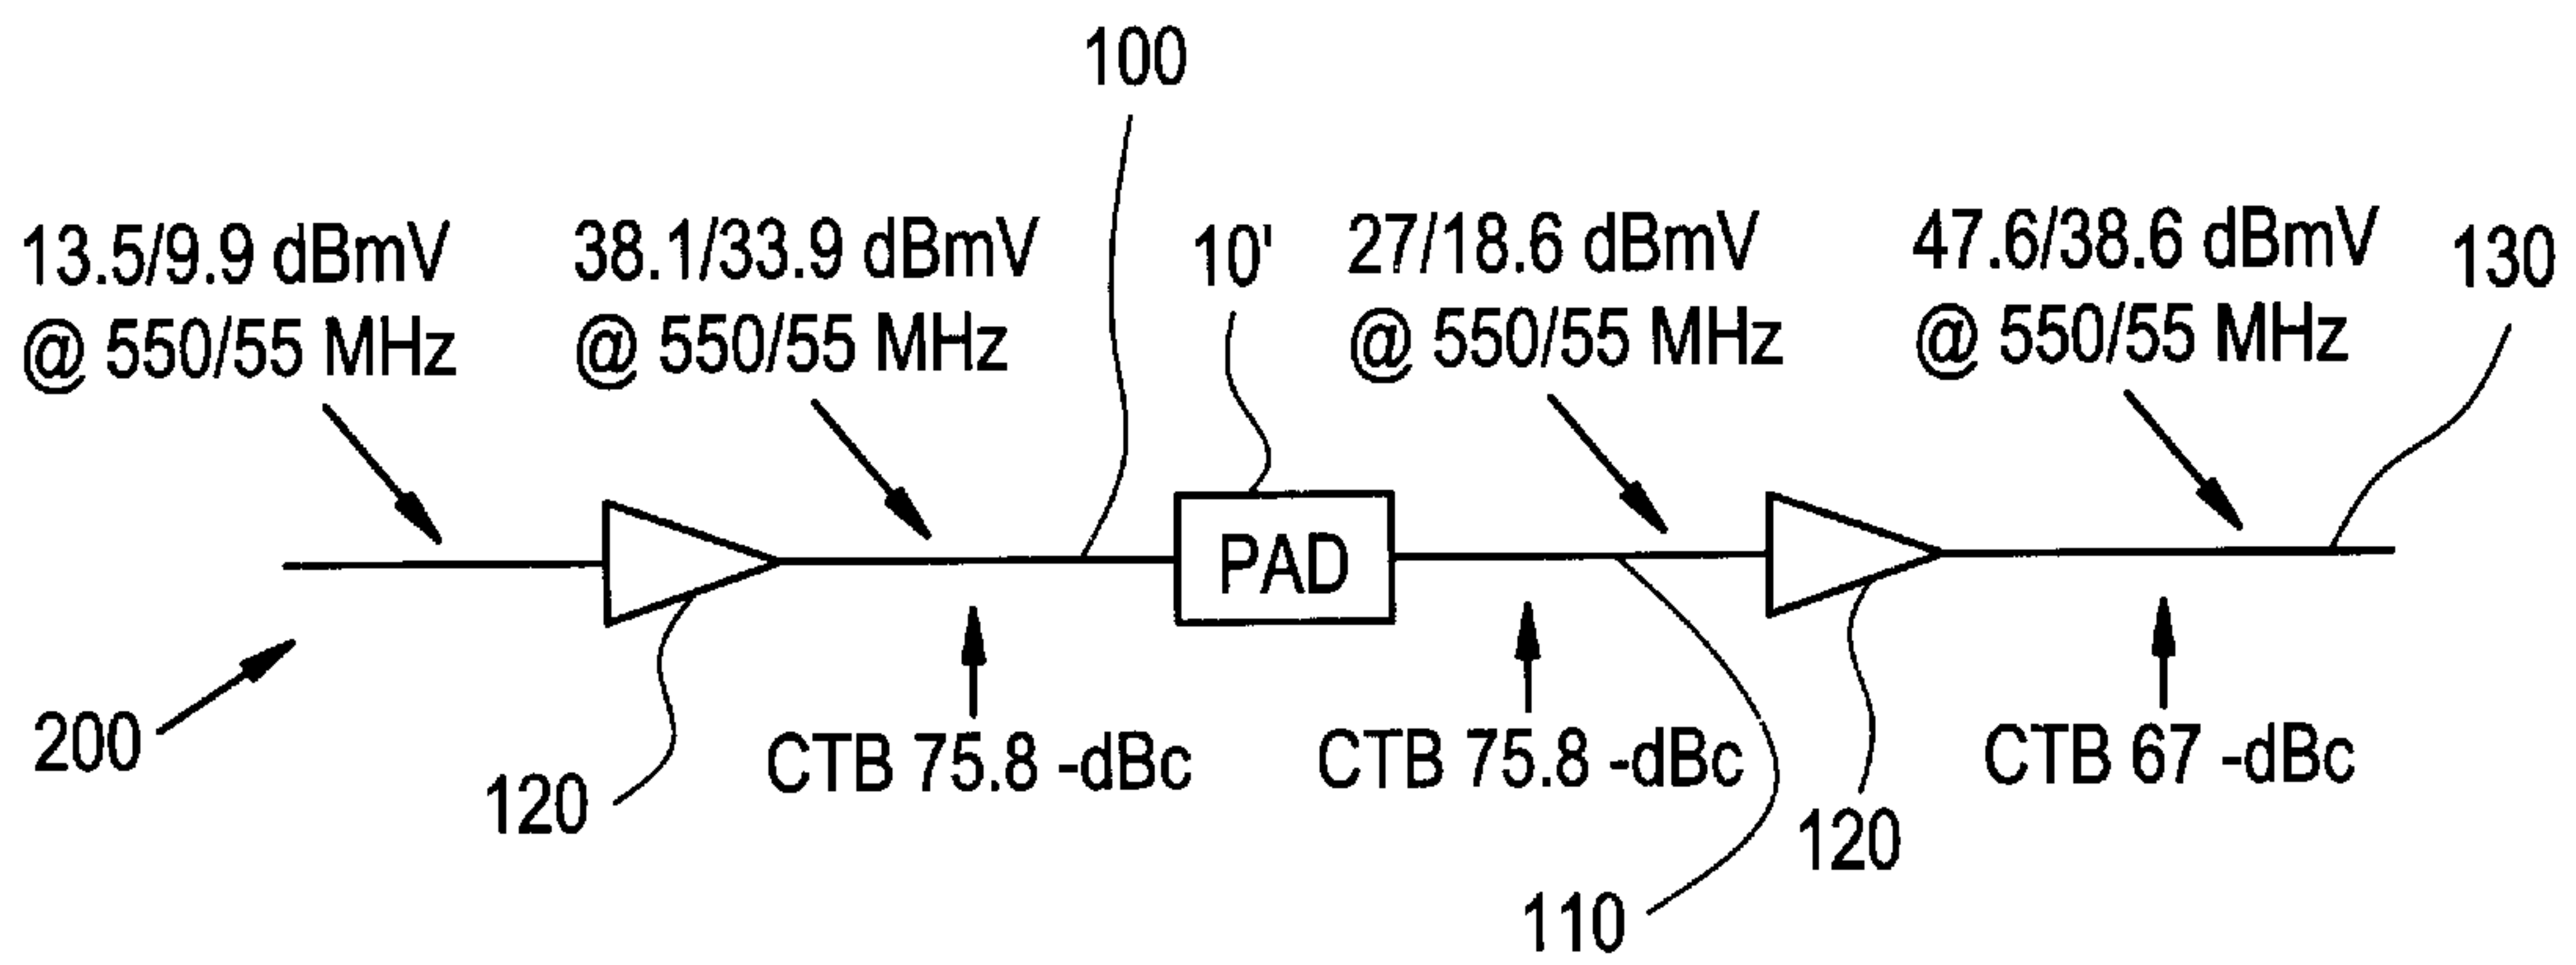 100
13.5/9.9 dBmV
@ 550/55 MHz
38.1/33.9 dBmV
@ 550/55 MHz
10'
27/18.6 dBmV
@ 550/55 MHz
47.6/38.6 dBmV
@ 550/55 MHz
130
PAD
200
120
CTB 75.8 -dBc
CTB 75.8 -dBc
110
120
CTB 67 -dBc